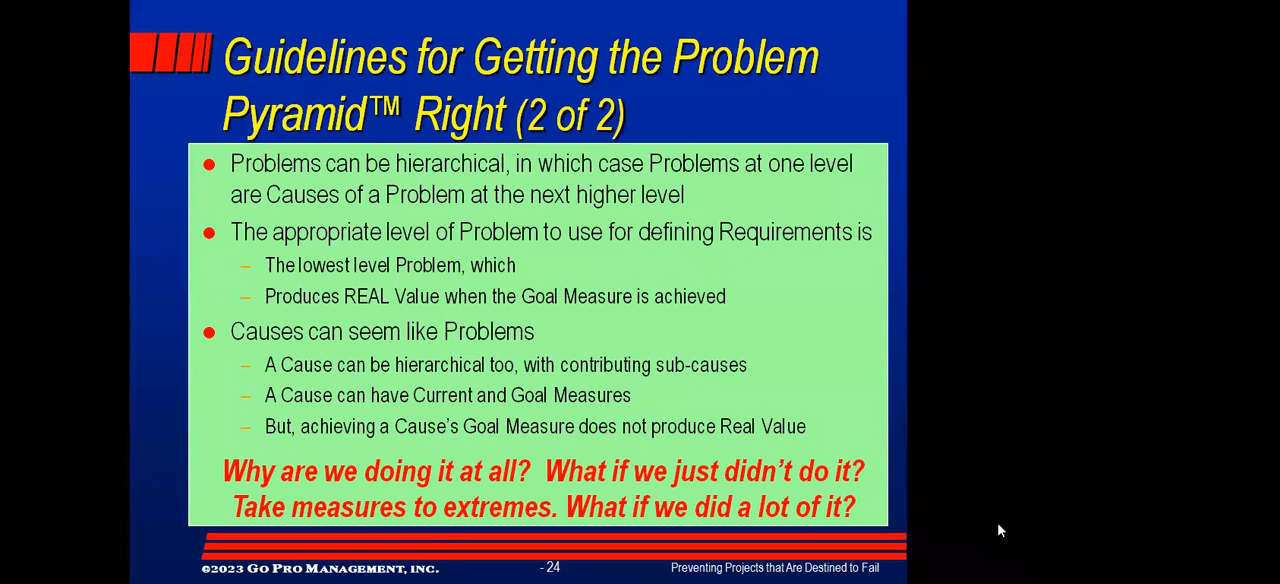 Guidelines for Getting the Problem
Pyramid™ Right (2 of 2)
● Problems can be hierarchical, in which case Problems at one level
are Causes of a Problem at the next higher level
● The appropriate level of Problem to use for defining Requirements is
– The lowest level Problem, which
– Produces REAL Value when the Goal Measure is achieved
● Causes can seem like Problems
– A Cause can be hierarchical too, with contributing sub-causes
– A Cause can have Current and Goal Measures
– But, achieving a Cause's Goal Measure does not produce Real Value
Why are we doing it at all? What if we just didn't do it?
Take measures to extremes. What if we did a lot of it?
©2023 GO PRO MANAGEMENT, INC. - 24 Preventing Projects that Are Destined to Fail